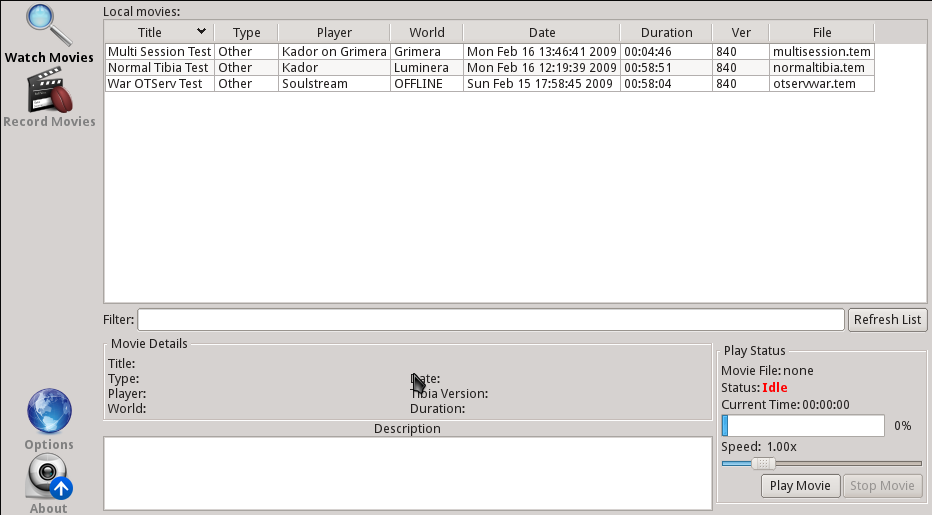 Local movies:
Title Type Player World Date Duration Ver File
Multi Session Test Other Kador on Grimera Grimera Mon Feb 16 13:46:41 2009 00:04:46 840 multisession.tem
Normal Tibia Test Other Kador Luminera Mon Feb 16 12:19:39 2009 00:58:51 840 normaltibia.tem
War OTServ Test Other Soulstream OFFLINE Sun Feb 15 17:58:45 2009 00:58:04 840 otservwar.tem
Watch Movies
Record Movies
Options
About
Filter:
Refresh List
Movie Details
Title:
Type: Date:
Player: Tibia Version:
World: Duration:
Description
Play Status
Movie File: none
Status: Idle
Current Time: 00:00:00
0%
Speed: 1.00x
Play Movie Stop Movie